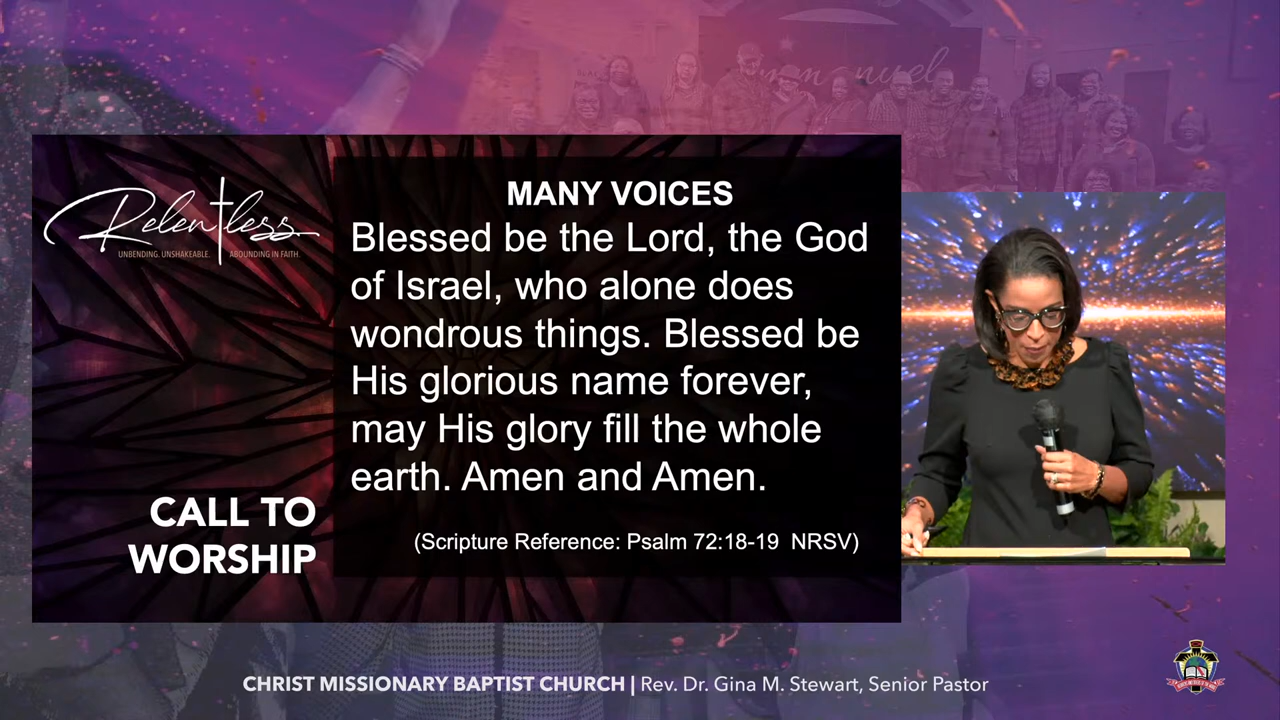 Relentless
UNBENDING. UNSHAKEABLE. ABOUNDING IN FAITH.
MANY VOICES
Blessed be the Lord, the God
of Israel, who alone does
wondrous things. Blessed be
His glorious name forever,
may His glory fill the whole
earth. Amen and Amen.
(Scripture Reference: Psalm 72:18-19 NRSV)
CALL TO
WORSHIP
CHRIST MISSIONARY BAPTIST CHURCH | Rev. Dr. Gina M. Stewart, Senior Pastor